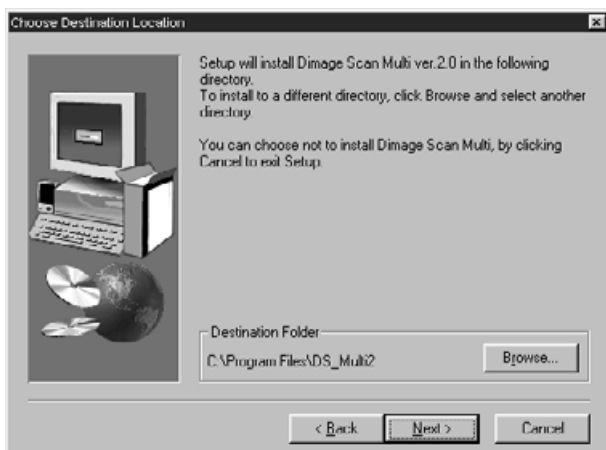 Choose Destination Location
Setup will install Dimage Scan Multi ver.2.0 in the following
directory.
To install to a different directory, click Browse and select another
directory.
You can choose not to install Dimage Scan Multi, by clicking
Cancel to exit Setup.
Destination Folder
C:\Program Files\DS_Multi2
Browse...
< Back
Next >
Cancel